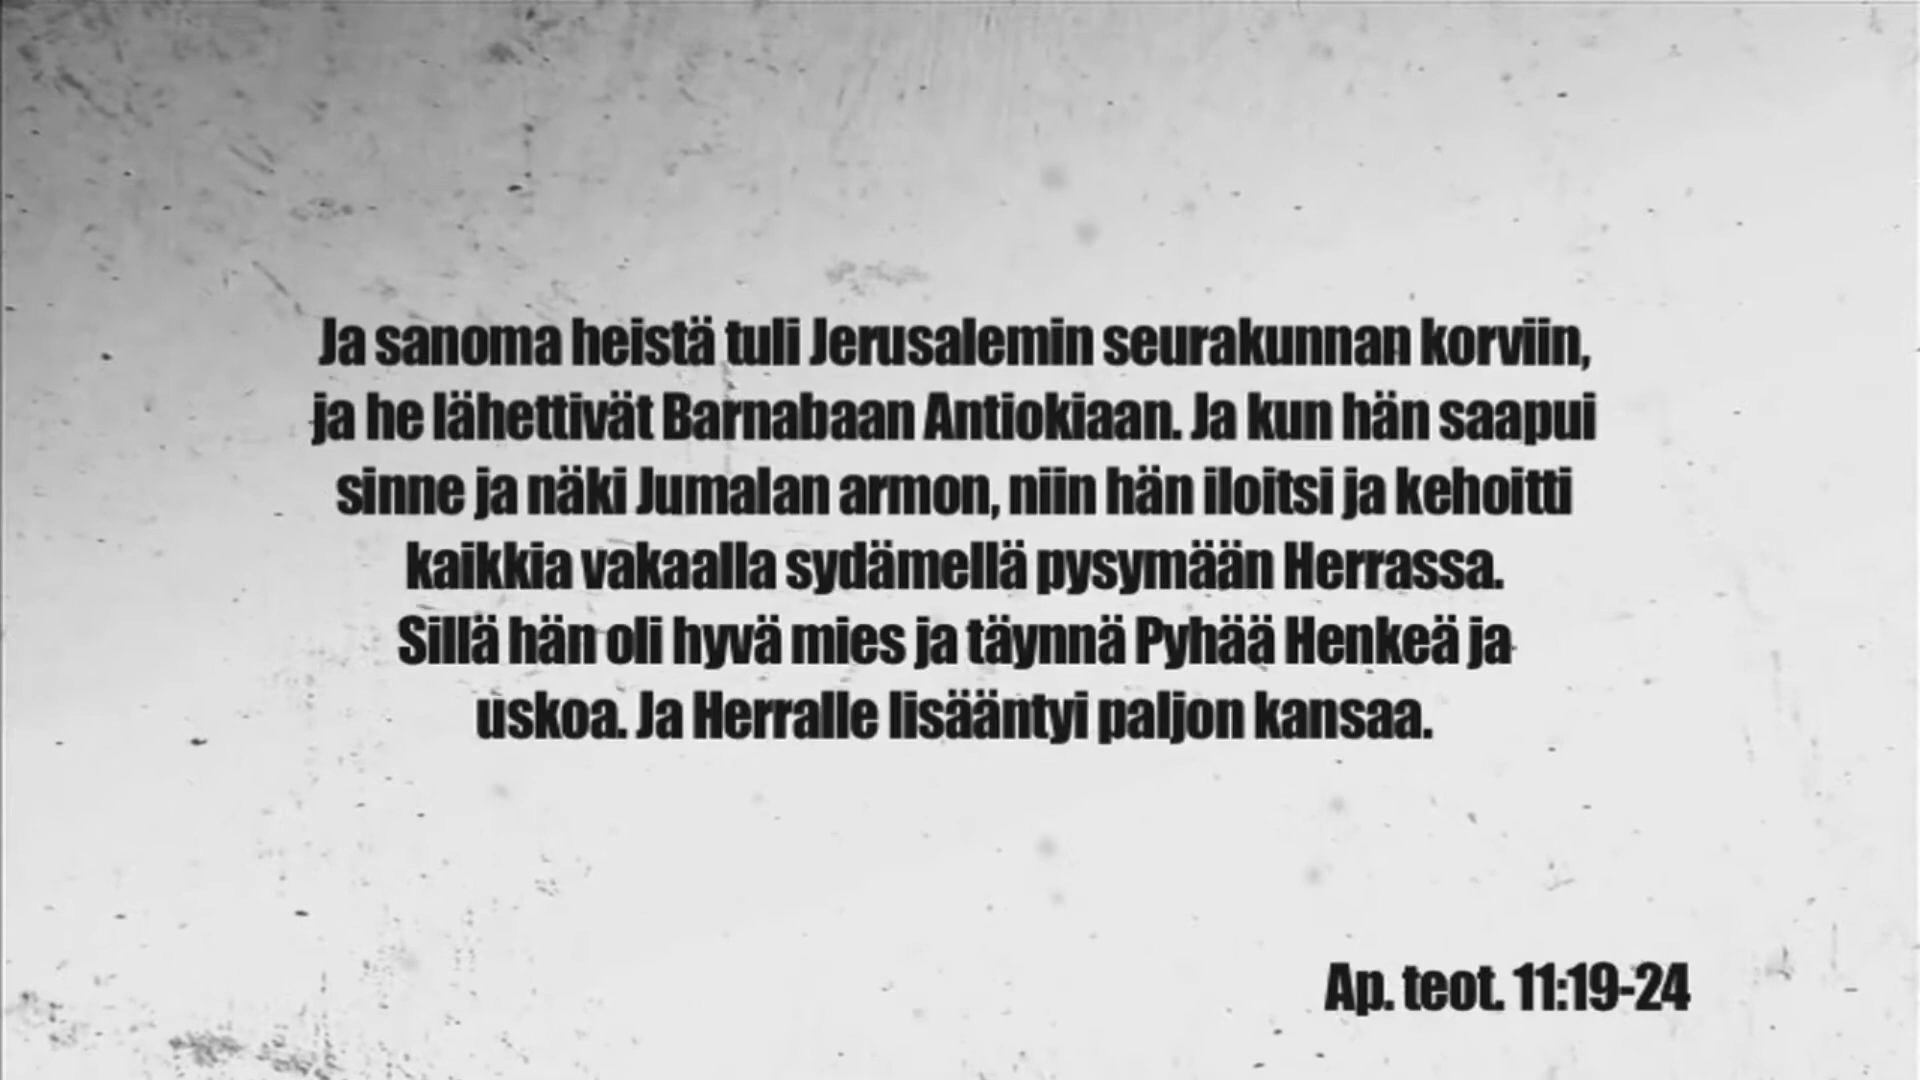 Ja sanoma heistä tuli Jerusalemin seurakunnan korviin,
ja he lähettivät Barnabaan Antiokiaan. Ja kun hän saapui
sinne ja näki Jumalan armon, niin hän iloitsi ja kehoitti
kaikkia vakaalla sydämellä pysymään Herrassa.
Sillä hän oli hyvä mies ja täynnä Pyhää Henkeä ja
uskoa. Ja Herralle lisääntyi paljon kansaa.
Ap. teot. 11:19-24